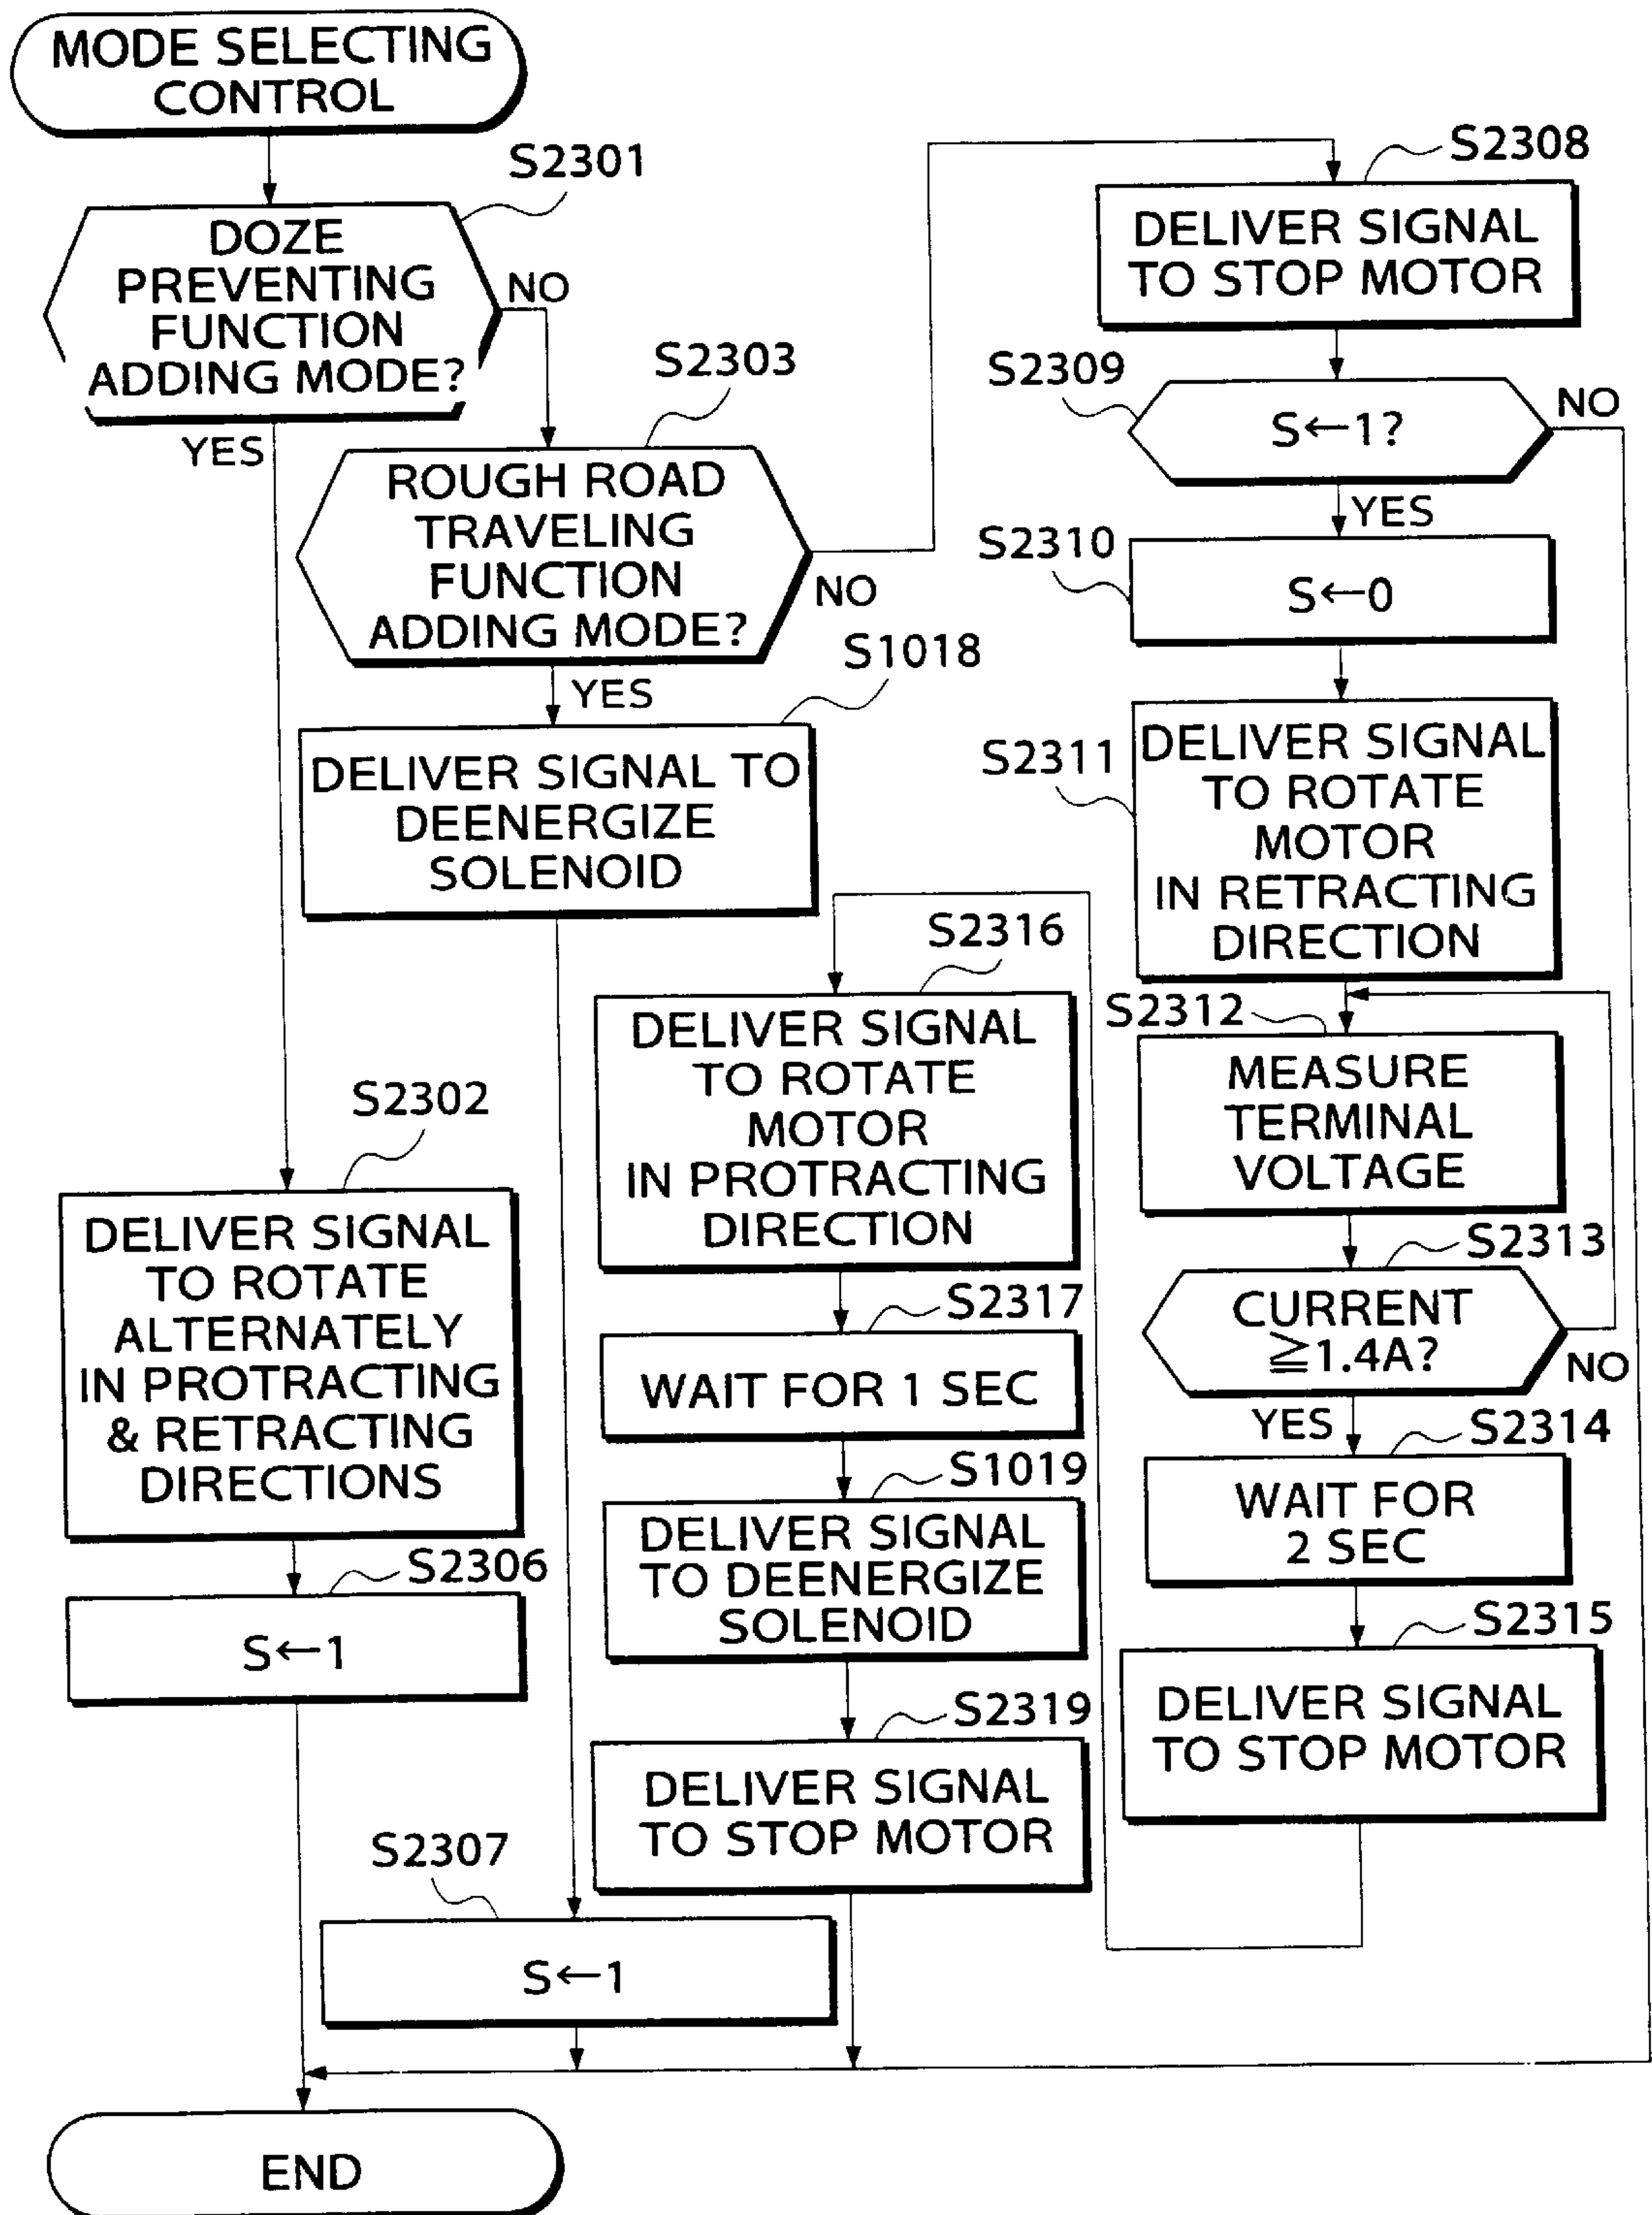 MODE SELECTING
CONTROL
S2301
DOZE
PREVENTING
FUNCTION
ADDING MODE?
NO
YES
S2303
ROUGH ROAD
TRAVELING
FUNCTION
ADDING MODE?
NO
YES
S1018
DELIVER SIGNAL TO
DEENERGIZE
SOLENOID
S2302
DELIVER SIGNAL
TO ROTATE
ALTERNATELY
IN PROTRACTING
& RETRACTING
DIRECTIONS
S2306
S←1
S2307
S←1
S2308
DELIVER SIGNAL
TO STOP MOTOR
S2309
S←1?
NO
YES
S2310
S←0
S2311
DELIVER SIGNAL
TO ROTATE
MOTOR
IN RETRACTING
DIRECTION
S2312
MEASURE
TERMINAL
VOLTAGE
S2313
CURRENT
≧1.4A?
NO
YES
S2314
WAIT FOR
2 SEC
S2315
DELIVER SIGNAL
TO STOP MOTOR
S2316
DELIVER SIGNAL
TO ROTATE
MOTOR
IN PROTRACTING
DIRECTION
S2317
WAIT FOR 1 SEC
S1019
DELIVER SIGNAL
TO DEENERGIZE
SOLENOID
S2319
DELIVER SIGNAL
TO STOP MOTOR
END